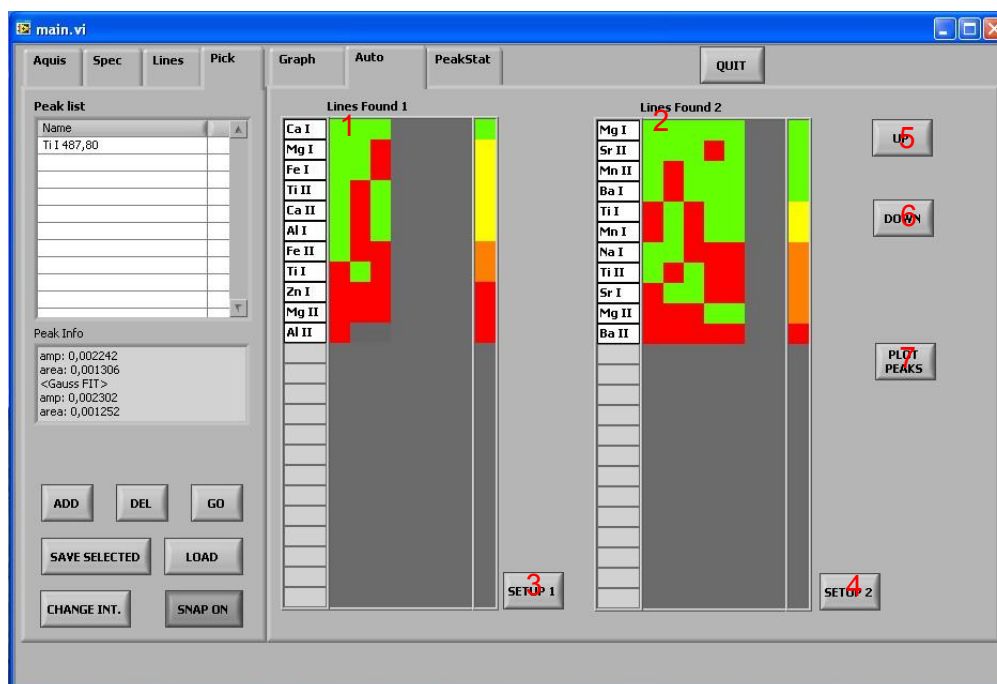 main.vi
Aquis Spec Lines Pick Graph Auto PeakStat QUIT
Peak list
Name
Ti I 487,80
Peak Info
amp: 0,002242
area: 0,001306
<Gauss FIT>
amp: 0,002302
area: 0,001252
ADD DEL GO
SAVE SELECTED LOAD
CHANGE INT. SNAP ON
Lines Found 1
1
Ca I
Mg I
Fe I
Ti II
Ca II
Al I
Fe II
Ti I
Zn I
Mg II
Al II
SETUP 1
3
Lines Found 2
2
Mg I
Sr II
Mn II
Ba I
Ti I
Mn I
Na I
Ti II
Sr I
Mg II
Ba II
SETUP 2
4
UP
5
DOWN
6
PLOT
PEAKS
7